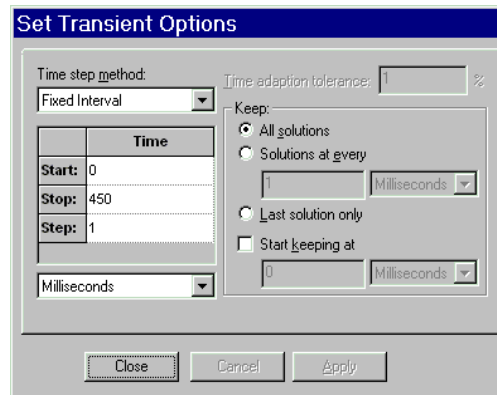 Set Transient Options
Time step method:
Fixed Interval
Time
Start: 0
Stop: 450
Step: 1
Milliseconds
Time adaption tolerance: 1 %
Keep:
All solutions
Solutions at every
1 Milliseconds
Last solution only
Start keeping at
0 Milliseconds
Close Cancel Apply